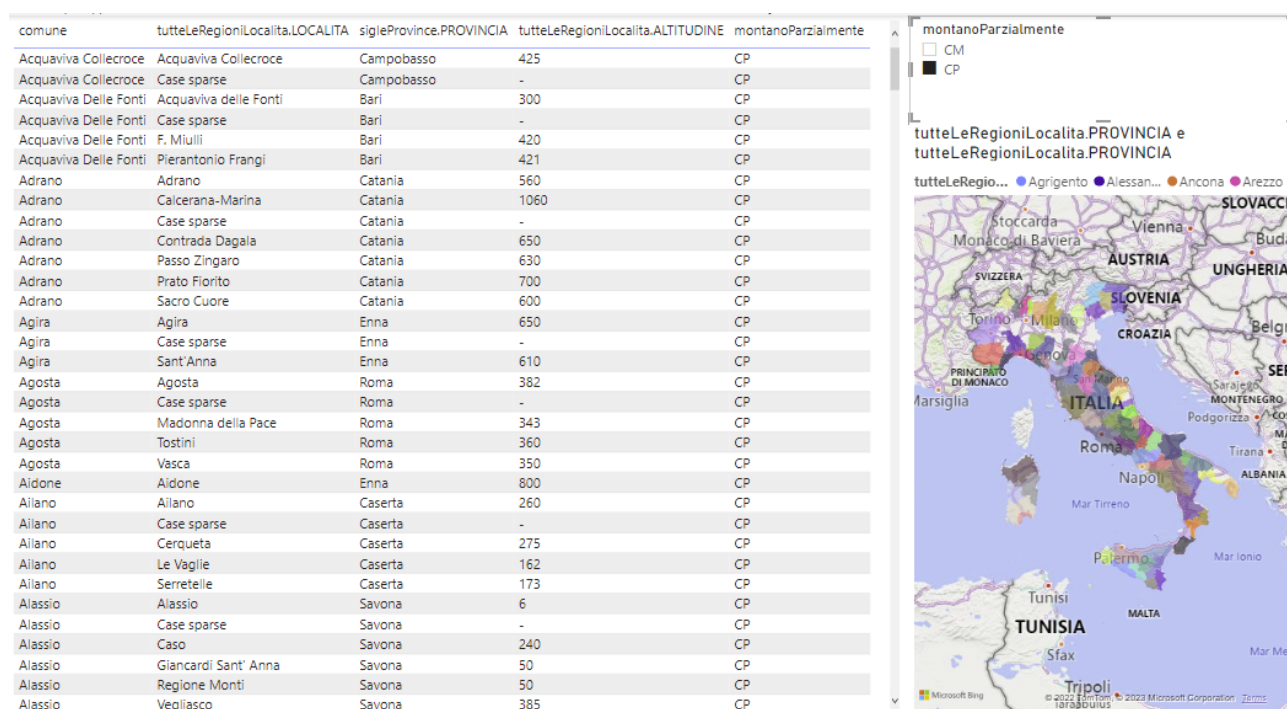 comune tutteLeRegioniLocalita.LOCALITA sigleProvince.PROVINCIA tutteLeRegioniLocalita.ALTITUDINE montanoParzialmente
Acquaviva Collecroce Acquaviva Collecroce Campobasso 425 CP
Acquaviva Collecroce Case sparse Campobasso - CP
Acquaviva Delle Fonti Acquaviva delle Fonti Bari 300 CP
Acquaviva Delle Fonti Case sparse Bari - CP
Acquaviva Delle Fonti F. Miulli Bari 420 CP
Acquaviva Delle Fonti Pierantonio Frangi Bari 421 CP
Adrano Adrano Catania 560 CP
Adrano Calcerana-Marina Catania 1060 CP
Adrano Case sparse Catania - CP
Adrano Contrada Dagala Catania 650 CP
Adrano Passo Zingaro Catania 630 CP
Adrano Prato Fiorito Catania 700 CP
Adrano Sacro Cuore Catania 600 CP
Agira Agira Enna 650 CP
Agira Case sparse Enna - CP
Agira Sant'Anna Enna 610 CP
Agosta Agosta Roma 382 CP
Agosta Case sparse Roma - CP
Agosta Madonna della Pace Roma 343 CP
Agosta Tostini Roma 360 CP
Agosta Vasca Roma 350 CP
Aidone Aidone Enna 800 CP
Ailano Ailano Caserta 260 CP
Ailano Case sparse Caserta - CP
Ailano Cerqueta Caserta 275 CP
Ailano Le Vaglie Caserta 162 CP
Ailano Serretelle Caserta 173 CP
Alassio Alassio Savona 6 CP
Alassio Case sparse Savona - CP
Alassio Caso Savona 240 CP
Alassio Giancardi Sant' Anna Savona 50 CP
Alassio Regione Monti Savona 50 CP
Alassio Vegliasco Savona 385 CP
montanoParzialmente
CM
CP
tutteLeRegioniLocalita.PROVINCIA e
tutteLeRegioniLocalita.PROVINCIA
tutteLeRegio... Agrigento Alessan... Ancona Arezzo
SLOVACCI
Stoccarda
Vienna
Monaco di Baviera
Buda
AUSTRIA
UNGHERIA
SVIZZERA
SLOVENIA
Torino Milano
CROAZIA
Belg
Genova
PRINCIPATO
DI MONACO
San Marino
Sarajevo
SER
Marsiglia
ITALIA
MONTENEGRO
Podgorizza
Roma
Tirana
Napoli
ALBANIA
Mar Tirreno
Palermo
Mar Ionio
Tunisi
MALTA
TUNISIA
Sfax
Mar Me
Tripoli
Microsoft Bing
© 2022 TomTom, © 2023 Microsoft Corporation Terms